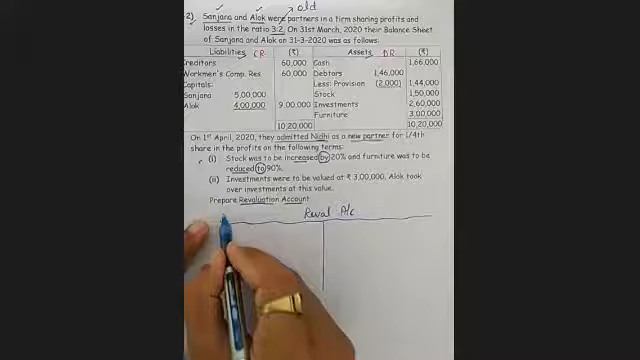 old
2) Sanjara and Alok were partners in a firm sharing profits and
losses in the ratio 3:2. On 31st March, 2020 their Balance Sheet
of Sanjana and Alok on 31-3-2020 was as follows.
Liabilities CR (₹) Assets DR (₹)
Creditors 60,000 Cash 1,66,000
Workmen's Comp. Res 60,000 Debtors 1,46,000
Capitals: Less: Provision (2,000) 1,44,000
Sanjara 5,00,000 Stock 1,50,000
Alok 4,00,000 9,00,000 Investments 2,60,000
Furniture 3,00,000
10,20,000 10,20,000
On 1st April, 2020, they admitted Nidhi as a new partner for 1/4th
share in the profits on the following terms:
(i) Stock was to be increased by 20% and furniture was to be
reduced to 90%.
(ii) Investments were to be valued at ₹ 3,00,000. Alok took
over investments at this value.
Prepare Revaluation Account
Reval A/c